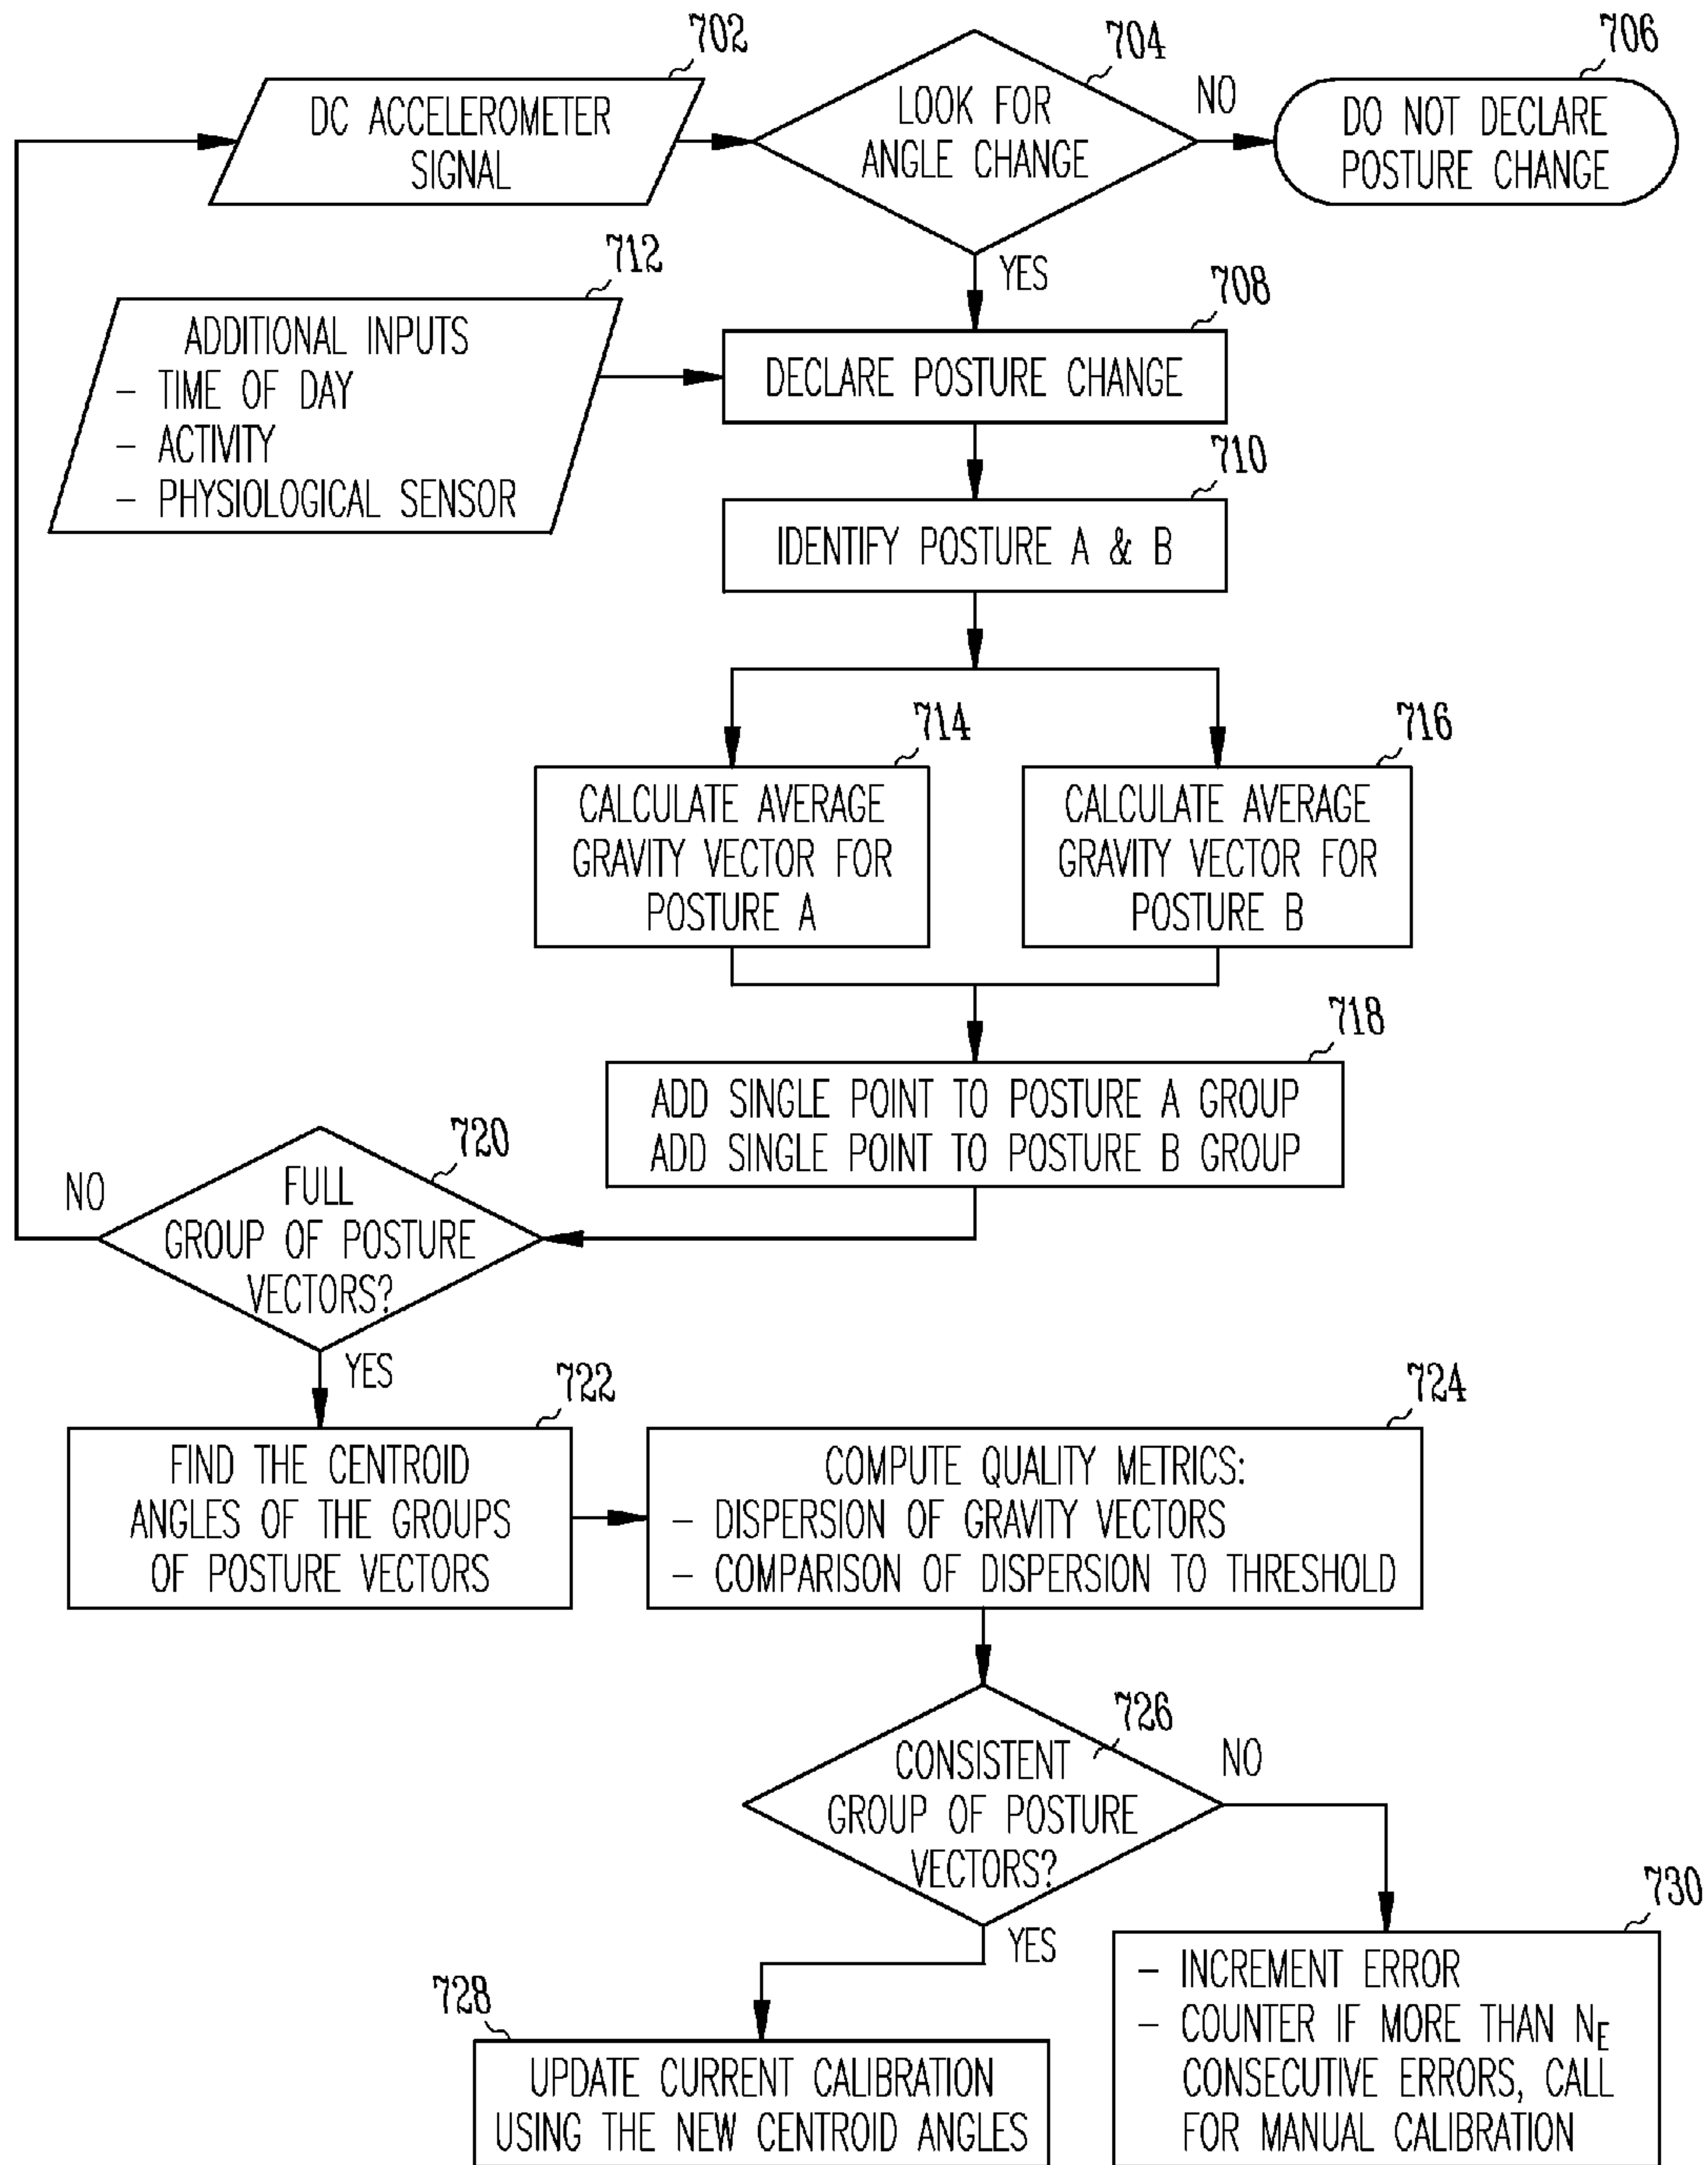 702
DC ACCELEROMETER
SIGNAL
704
LOOK FOR
ANGLE CHANGE
NO
706
DO NOT DECLARE
POSTURE CHANGE
YES
712
ADDITIONAL INPUTS
– TIME OF DAY
– ACTIVITY
– PHYSIOLOGICAL SENSOR
708
DECLARE POSTURE CHANGE
710
IDENTIFY POSTURE A & B
714
CALCULATE AVERAGE
GRAVITY VECTOR FOR
POSTURE A
716
CALCULATE AVERAGE
GRAVITY VECTOR FOR
POSTURE B
718
ADD SINGLE POINT TO POSTURE A GROUP
ADD SINGLE POINT TO POSTURE B GROUP
720
FULL
GROUP OF POSTURE
VECTORS?
NO
YES
722
FIND THE CENTROID
ANGLES OF THE GROUPS
OF POSTURE VECTORS
724
COMPUTE QUALITY METRICS:
– DISPERSION OF GRAVITY VECTORS
– COMPARISON OF DISPERSION TO THRESHOLD
726
CONSISTENT
GROUP OF POSTURE
VECTORS?
NO
YES
728
UPDATE CURRENT CALIBRATION
USING THE NEW CENTROID ANGLES
730
– INCREMENT ERROR
– COUNTER IF MORE THAN NE
CONSECUTIVE ERRORS, CALL
FOR MANUAL CALIBRATION